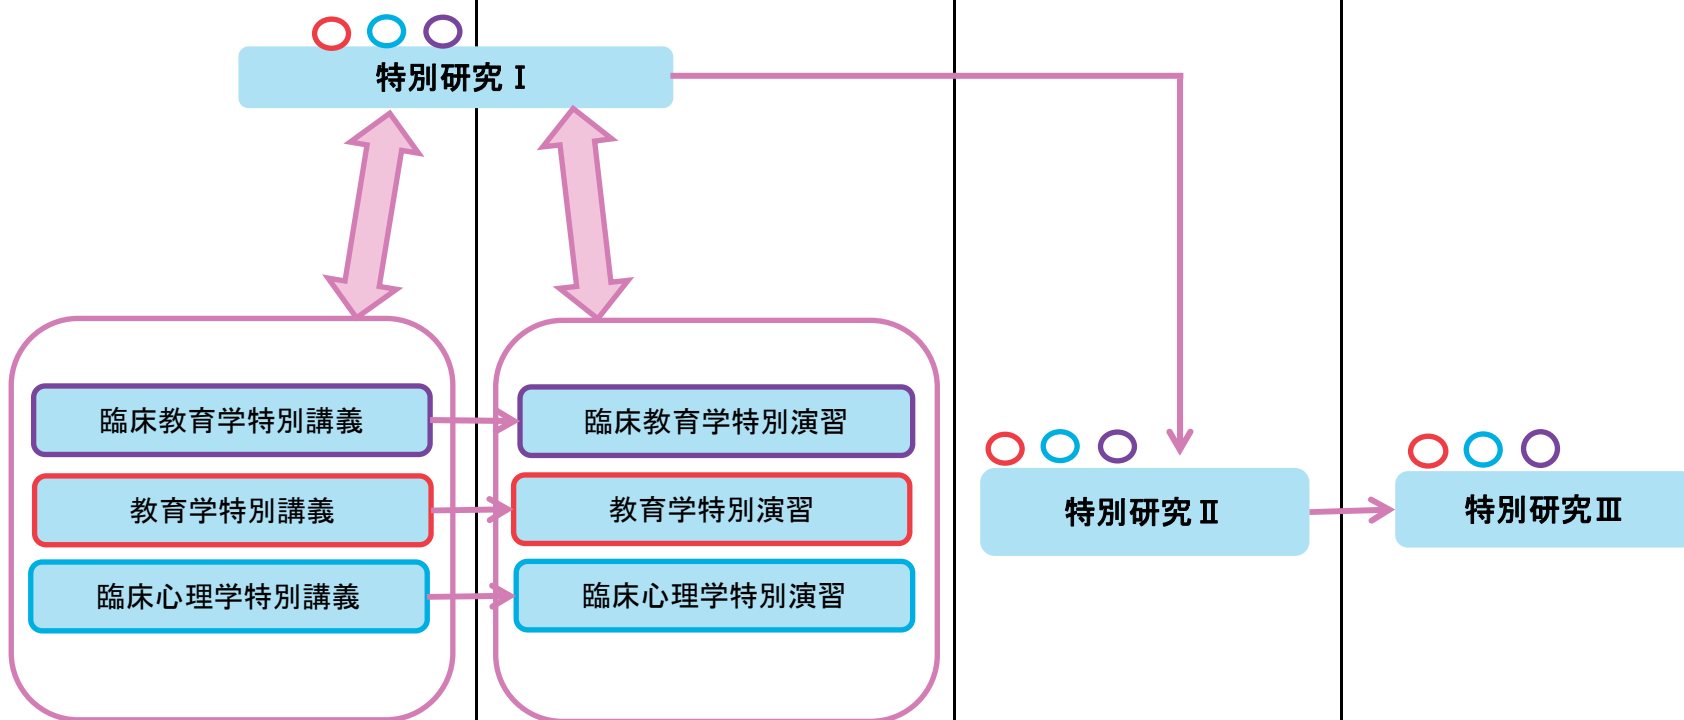 特別研究Ⅰ
臨床教育学特別講義
臨床教育学特別演習
教育学特別講義
教育学特別演習
臨床心理学特別講義
臨床心理学特別演習
特別研究Ⅱ
特別研究Ⅲ